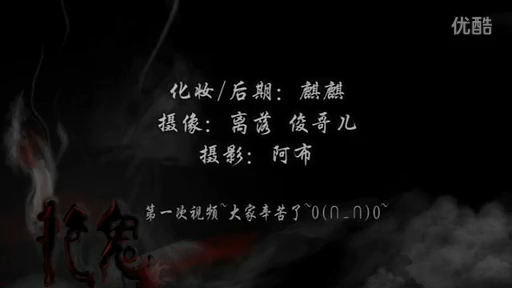 优酷
化妆/后期：麒麒
摄像：离落 俊哥儿
摄影：阿布
第一次视频~大家辛苦了~O(∩_∩)O~
鬼